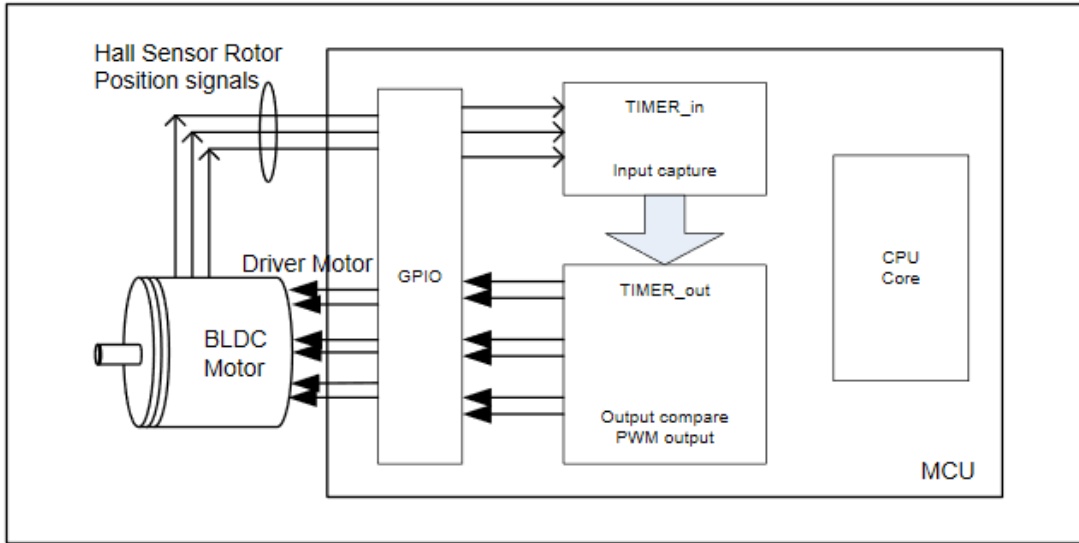 Hall Sensor Rotor
Position signals
TIMER_in
Input capture
Driver Motor
GPIO
TIMER_out
CPU
Core
BLDC
Motor
Output compare
PWM output
MCU